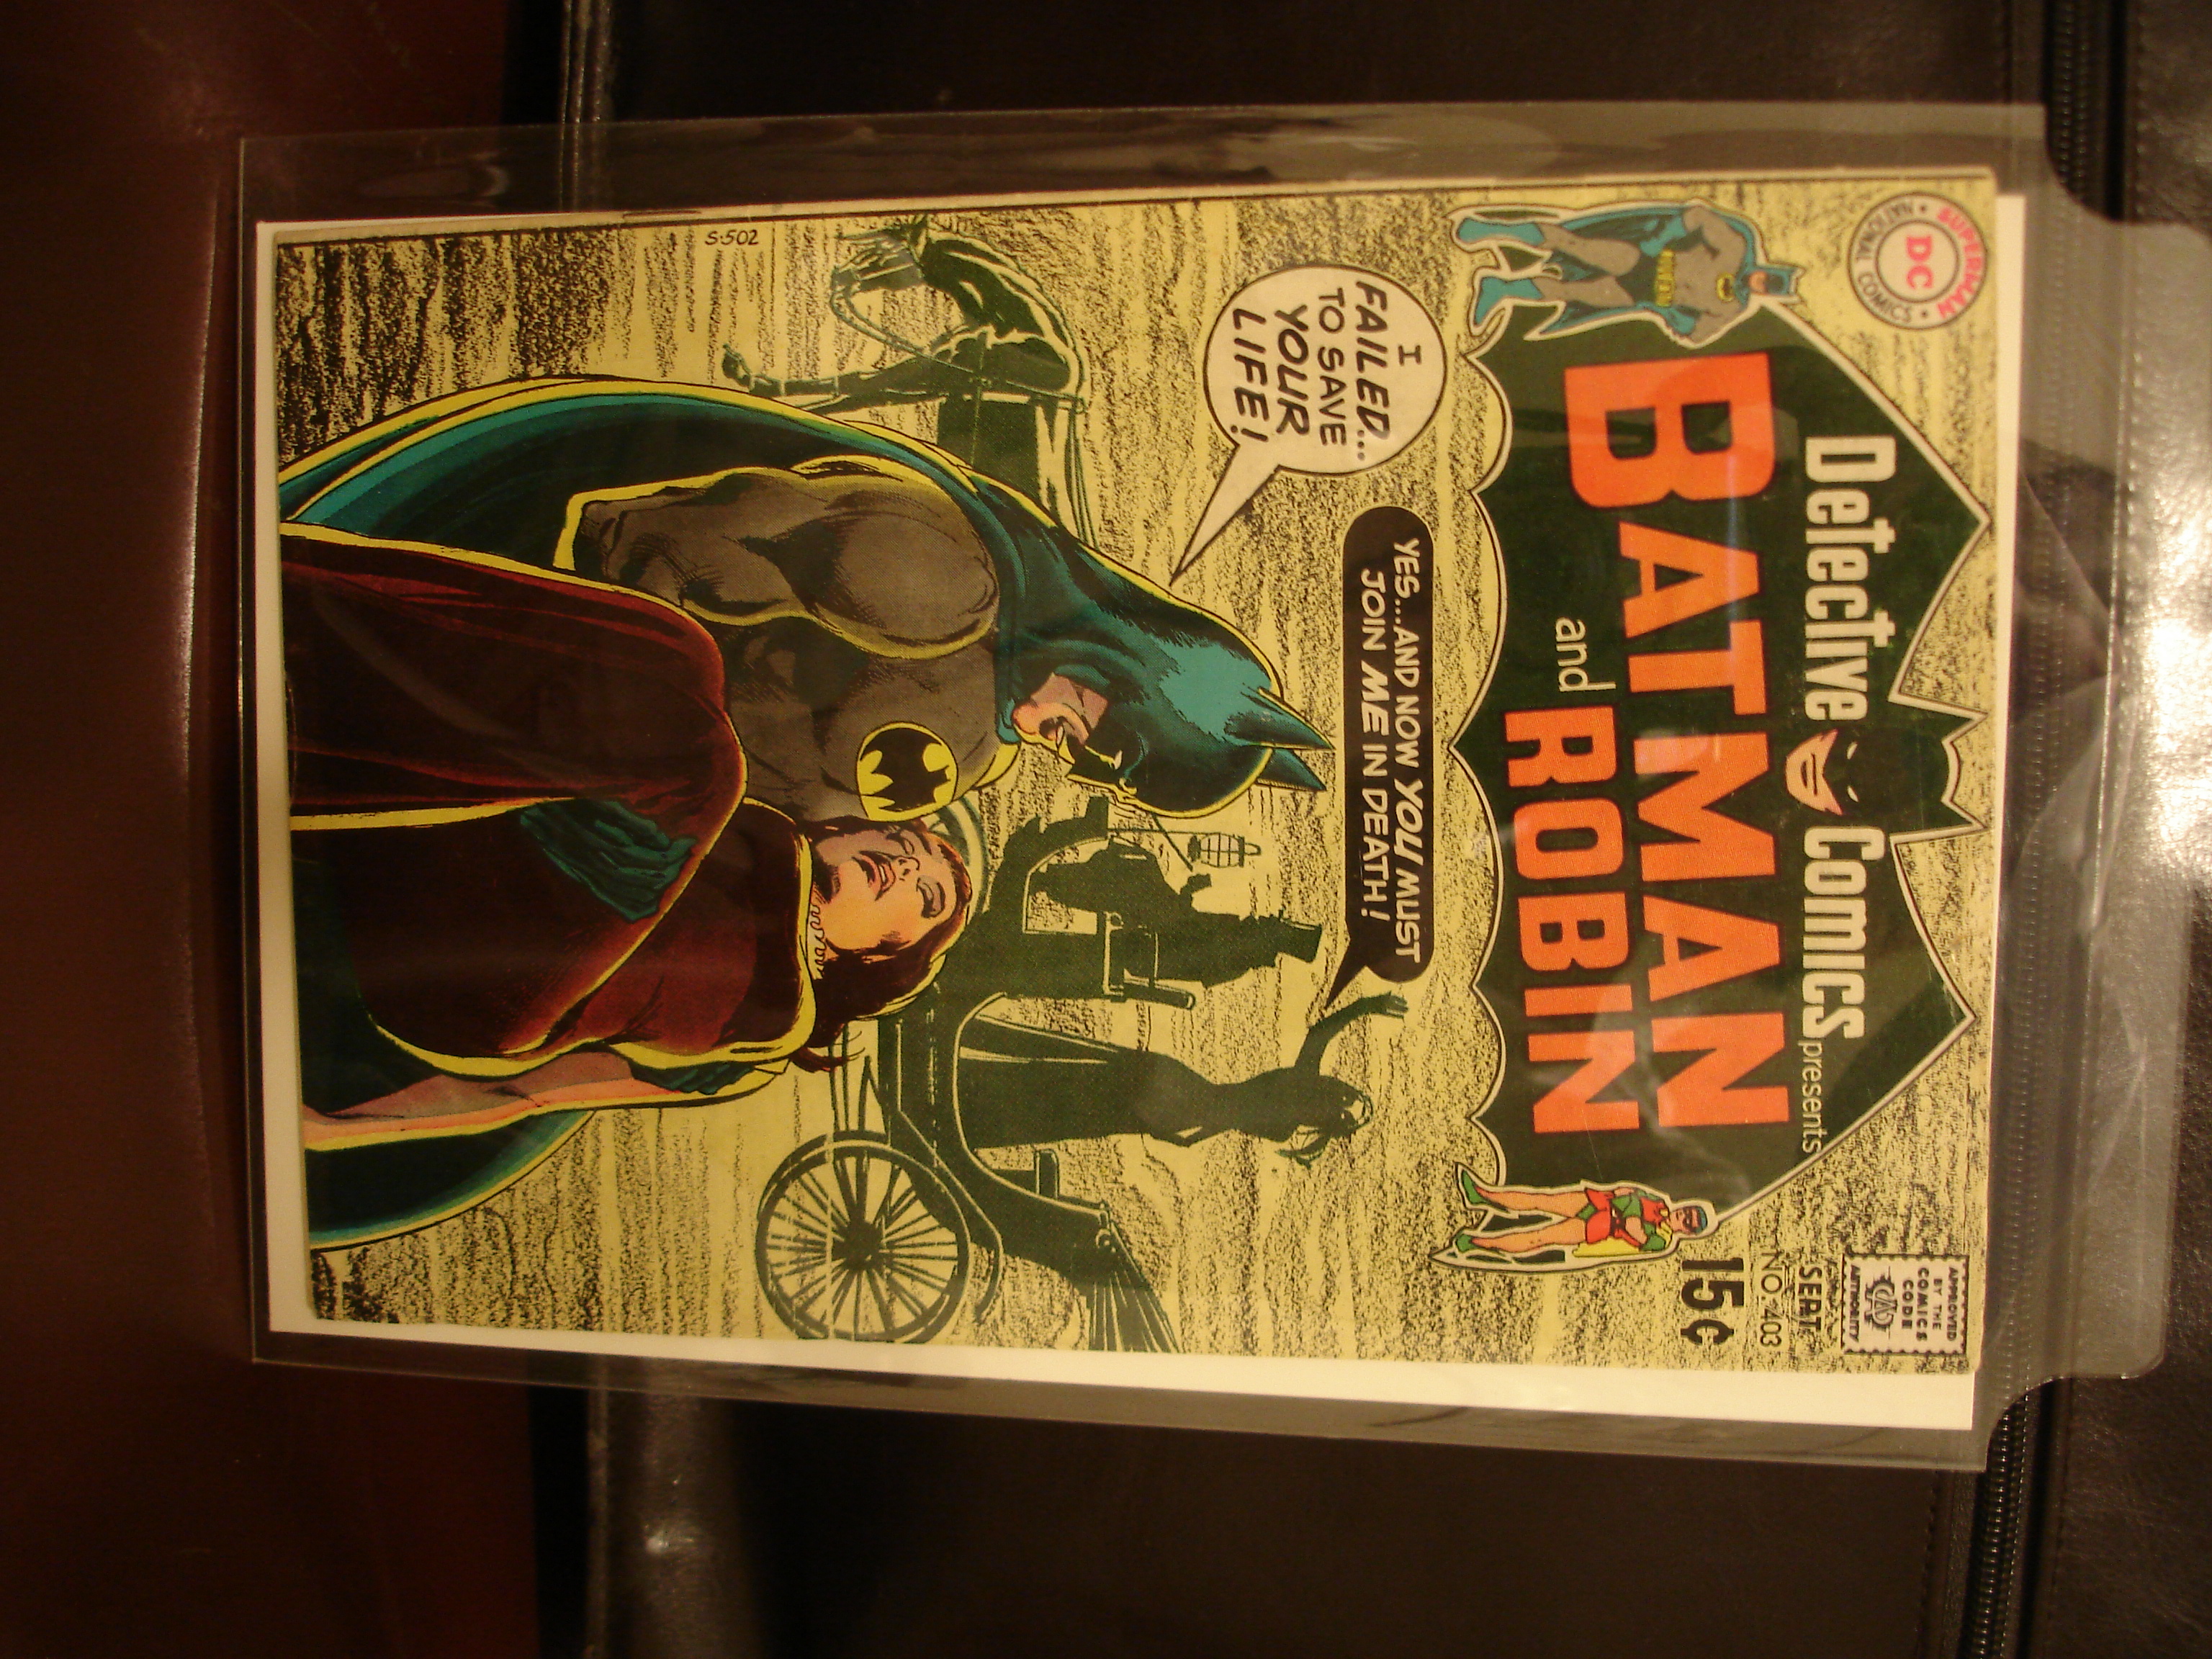 SUPERMAN
DC
NATIONAL COMICS
Detective Comics presents
BATMAN
and ROBIN
APPROVED
BY THE
COMICS
CODE
CA
AUTHORITY
SEPT.
NO. 403
15¢
I
FAILED...
TO SAVE
YOUR
LIFE!
YES...AND NOW YOU MUST
JOIN ME IN DEATH!
S-502